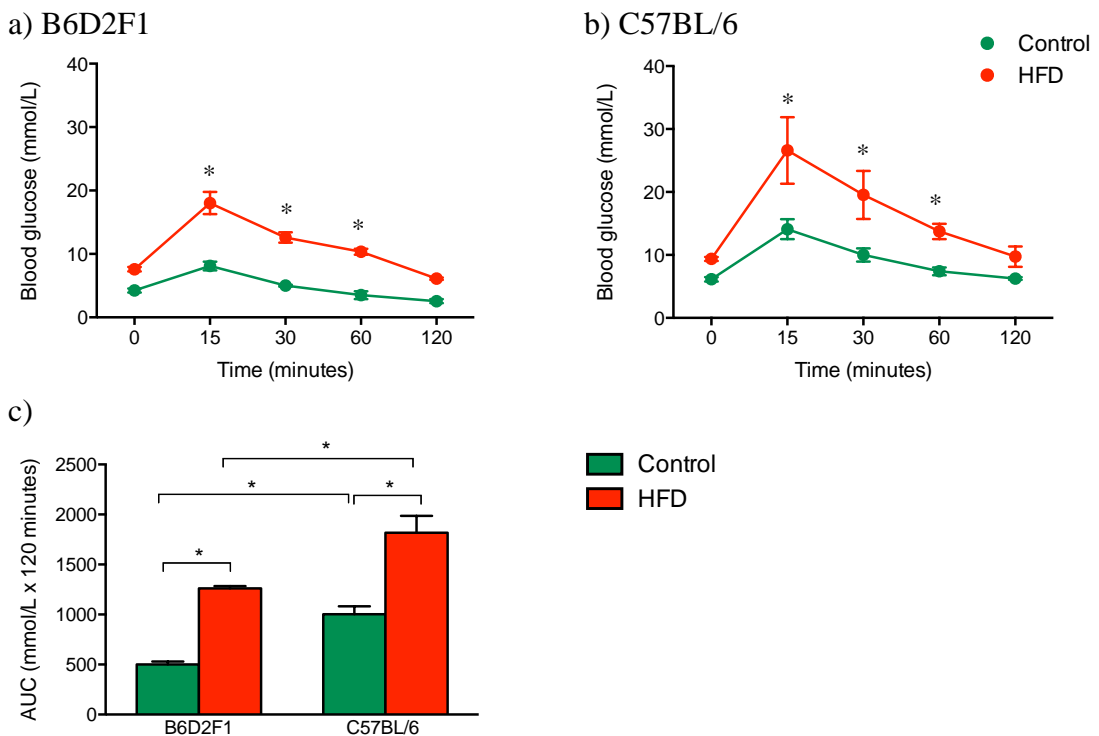 a) B6D2F1
b) C57BL/6
Control
HFD
Blood glucose (mmol/L)
40
30
20
10
0
*
*
*
0 15 30 60 120
Time (minutes)
Blood glucose (mmol/L)
40
30
20
10
0
*
*
*
0 15 30 60 120
Time (minutes)
c)
AUC (mmol/L x 120 minutes)
2500
2000
1500
1000
500
0
*
*
*
*
B6D2F1 C57BL/6
Control
HFD